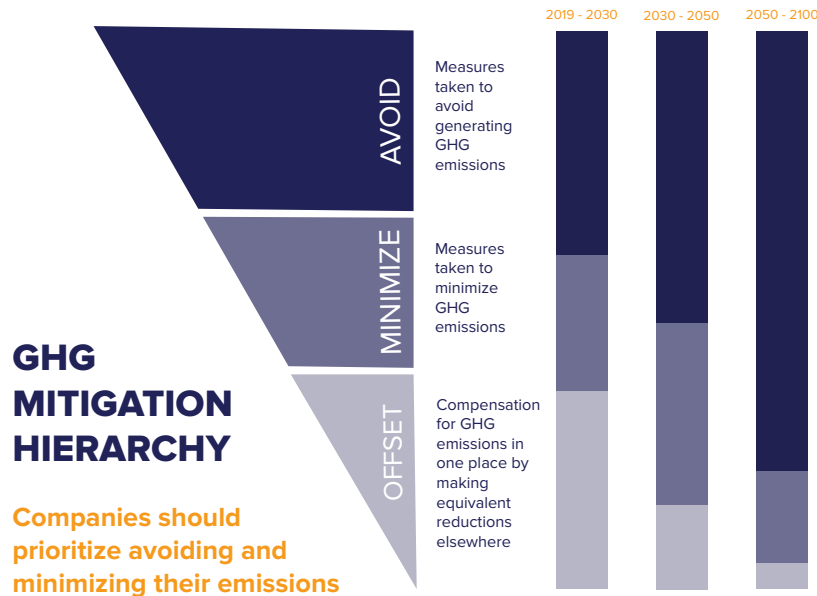 2019 - 2030
2030 - 2050
2050 - 2100
AVOID
Measures
taken to
avoid
generating
GHG
emissions
MINIMIZE
Measures
taken to
minimize
GHG
emissions
OFFSET
Compensation
for GHG
emissions in
one place by
making
equivalent
reductions
elsewhere
GHG
MITIGATION
HIERARCHY
Companies should
prioritize avoiding and
minimizing their emissions